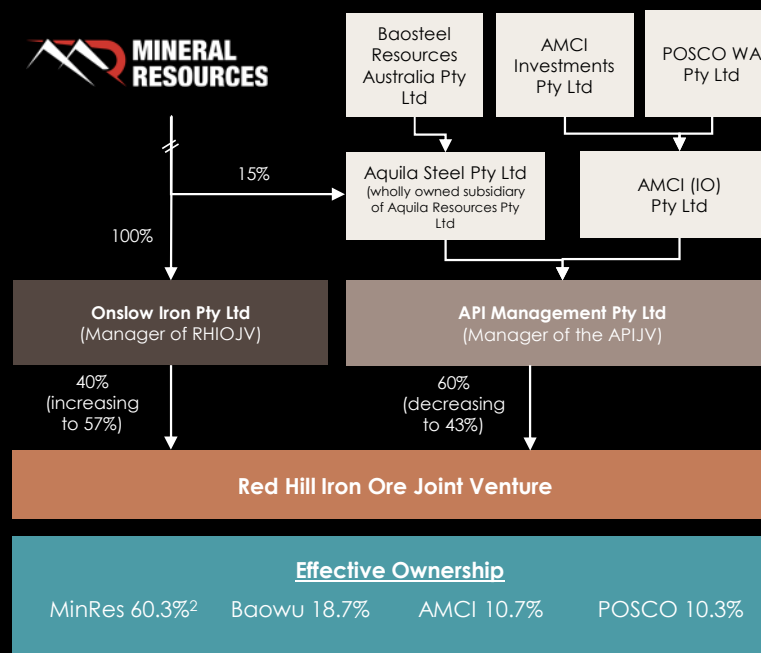 MINERAL
RESOURCES
Baosteel
Resources
Australia Pty
Ltd
AMCI
Investments
Pty Ltd
POSCO WA
Pty Ltd
15%
Aquila Steel Pty Ltd
(wholly owned subsidiary
of Aquila Resources Pty
Ltd
AMCI (IO)
Pty Ltd
100%
Onslow Iron Pty Ltd
(Manager of RHIOJV)
API Management Pty Ltd
(Manager of the APIJV)
40%
(increasing
to 57%)
60%
(decreasing
to 43%)
Red Hill Iron Ore Joint Venture
Effective Ownership
MinRes 60.3%² Baowu 18.7% AMCI 10.7% POSCO 10.3%